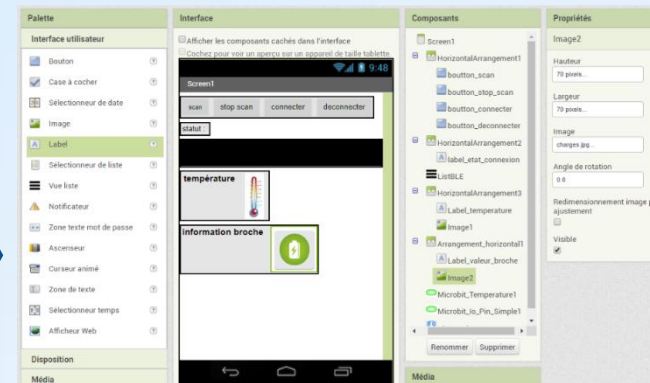 Palette
Interface utilisateur
Bouton
Case à cocher
Sélectionneur de date
Image
Label
Sélectionneur de liste
Vue liste
Notificateur
Zone texte mot de passe
Ascenseur
Curseur animé
Zone de texte
Sélectionneur temps
Afficheur Web
Disposition
Média
Interface
Afficher les composants cachés dans l'interface
Cochez pour voir un aperçu sur un appareil de taille tablette
9:48
Screen1
scan stop scan connecter deconnecter
statut :
température
information broche
Composants
Screen1
HorizontalArrangement1
boutton_scan
boutton_stop_scan
boutton_connecter
boutton_deconnecter
HorizontalArrangement2
label_etat_connexion
ListBLE
HorizontalArrangement3
Label_temperature
Image1
Arrangement_horizontal1
Label_valeur_broche
Image2
Microbit_Temperature1
Microbit_Io_Pin_Simple1
Renommer Supprimer
Média
Propriétés
Image2
Hauteur
70 pixels...
Largeur
70 pixels...
Image
charges.jpg...
Angle de rotation
0.0
Redimensionnement image p
ajustement
Visible